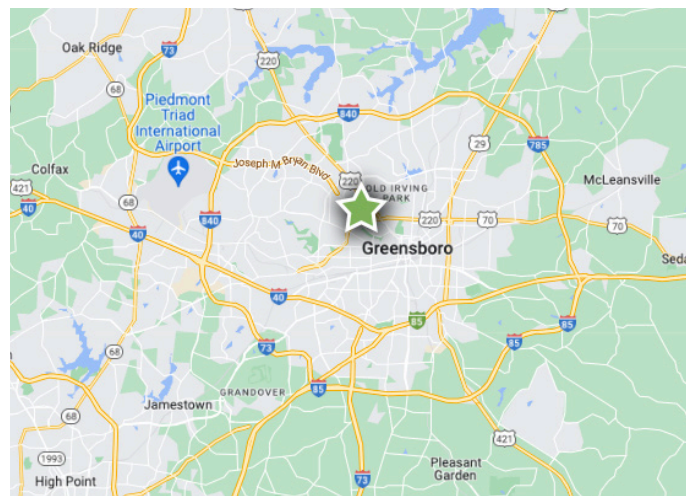 Oak Ridge
73
220
68
Piedmont
Triad
International
Airport
840
29
785
Joseph M Bryan Blvd
Colfax
421
40
68
220
OLD IRVING
PARK
McLeansville
220
70
70
840
Greensboro
40
Seda
40
85
85
73
85
68
GRANDOVER
85
Jamestown
68
421
1993
High Point
Pleasant
Garden
73